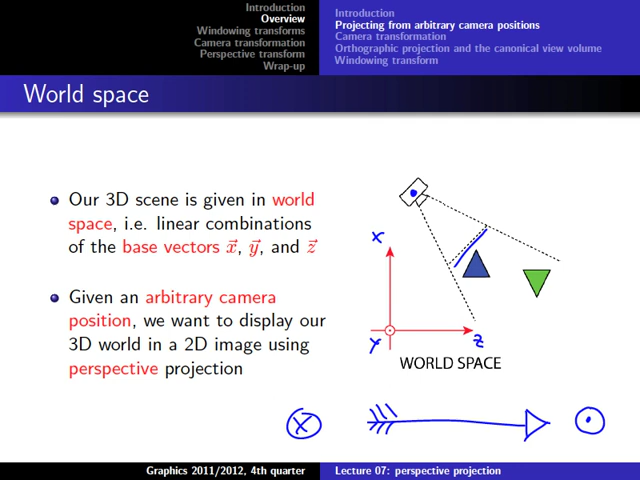 Introduction
Overview
Windowing transforms
Camera transformation
Perspective transform
Wrap-up
Introduction
Projecting from arbitrary camera positions
Camera transformation
Orthographic projection and the canonical view volume
Windowing transform
World space
Our 3D scene is given in world
space, i.e. linear combinations
of the base vectors x⃗, y⃗, and z⃗
Given an arbitrary camera
position, we want to display our
3D world in a 2D image using
perspective projection
X
Y
Z
WORLD SPACE
Graphics 2011/2012, 4th quarter
Lecture 07: perspective projection